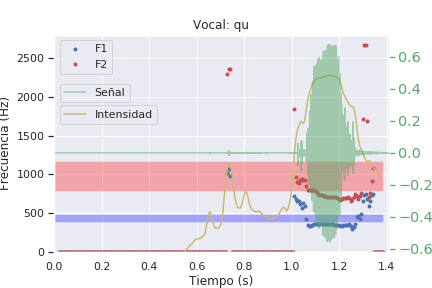 Vocal: qu
F1
F2
Señal
Intensidad
Frecuencia (Hz)
2500
2000
1500
1000
500
0
0.6
0.4
0.2
0.0
−0.2
−0.4
−0.6
0.0 0.2 0.4 0.6 0.8 1.0 1.2 1.4
Tiempo (s)